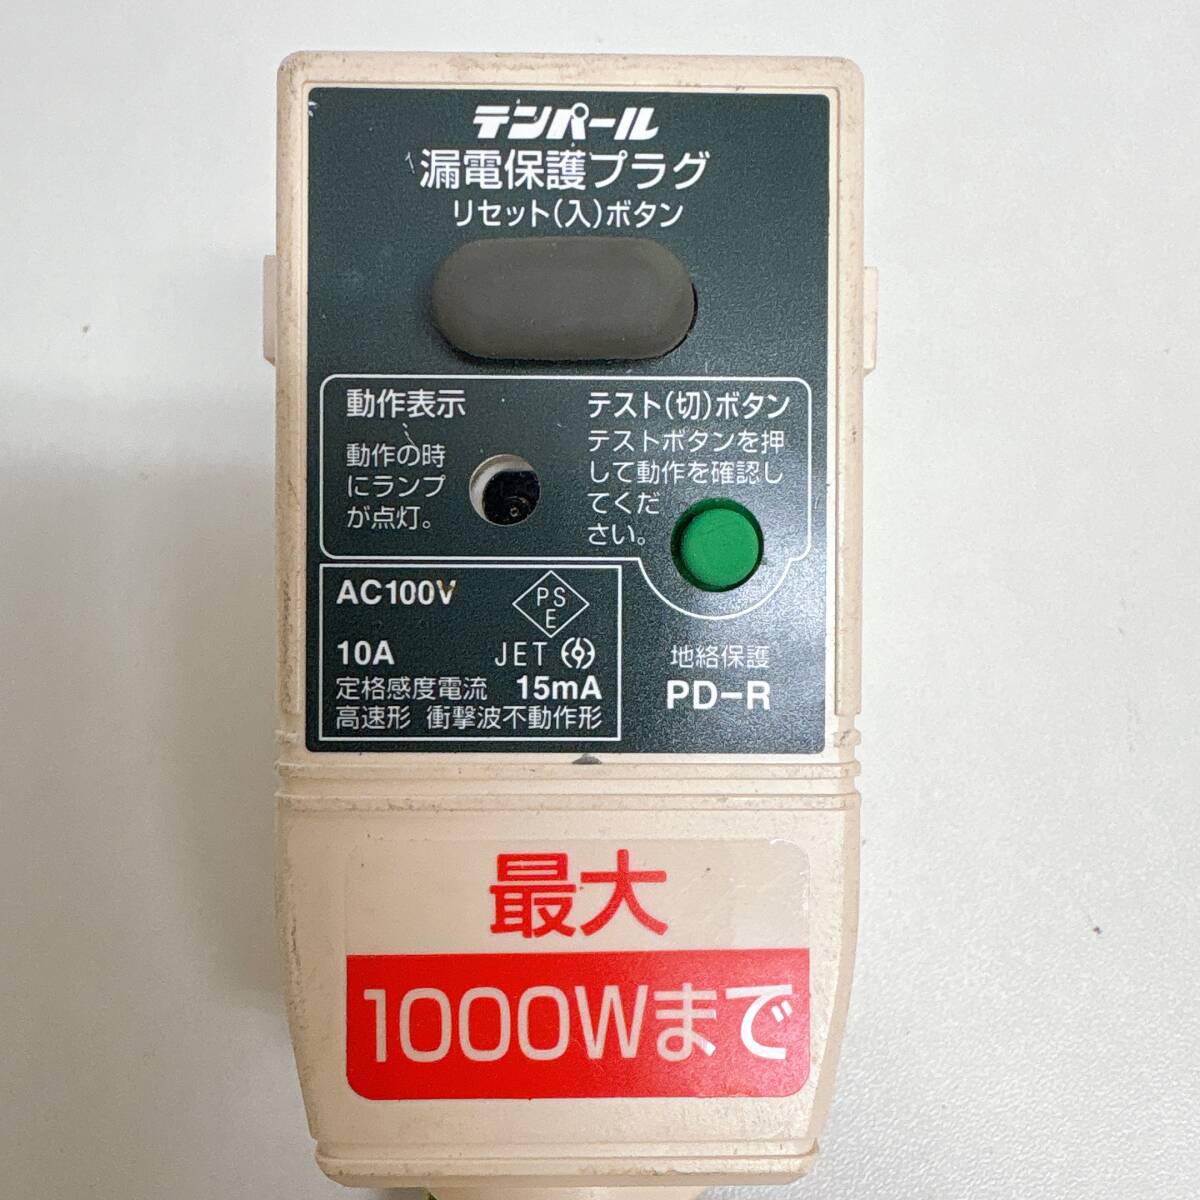 テンパール
漏電保護プラグ
リセット(入)ボタン
動作表示
動作の時
にランプ
が点灯。
テスト(切)ボタン
テストボタンを押
して動作を確認し
てくだ
さい。
AC100V
PS
E
10A
JET
定格感度電流 15mA
高速形 衝撃波不動作形
地絡保護
PD-R
最大
1000Wまで